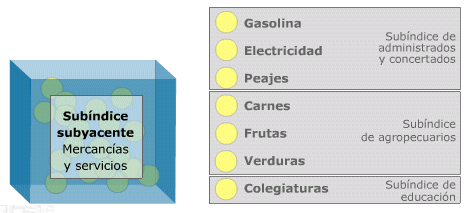 Subíndice
subyacente
Mercancías
y servicios
Gasolina
Electricidad
Peajes
Subíndice de
administrados
y concertados
Carnes
Frutas
Verduras
Subíndice
de agropecuarios
Colegiaturas
Subíndice de
educación